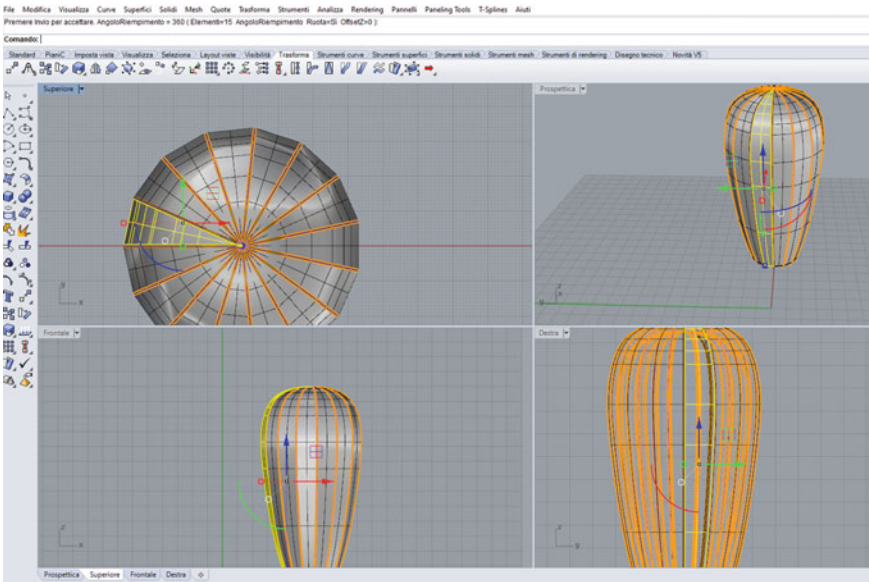 File Modifica Visualizza Curve Superfici Solidi Mesh Quote Trasforma Strumenti Analizza Rendering Pannelli Paneling Tools T-Splines Aiuti
Premere Invio per accettare. AngoloRiempimento = 360 ( Elementi=15 AngoloRiempimento Ruota=Sì OffsetZ=0 ):
Comando:
Standard PianiC Imposta vista Visualizza Seleziona Layout viste Visibilità Trasforma Strumenti curve Strumenti superfici Strumenti solidi Strumenti mesh Strumenti di rendering Disegno tecnico Novità V5
Superiore
Prospettica
y
x
z
x
y
Frontale
Destra
z
x
z
y
Prospettica Superiore Frontale Destra